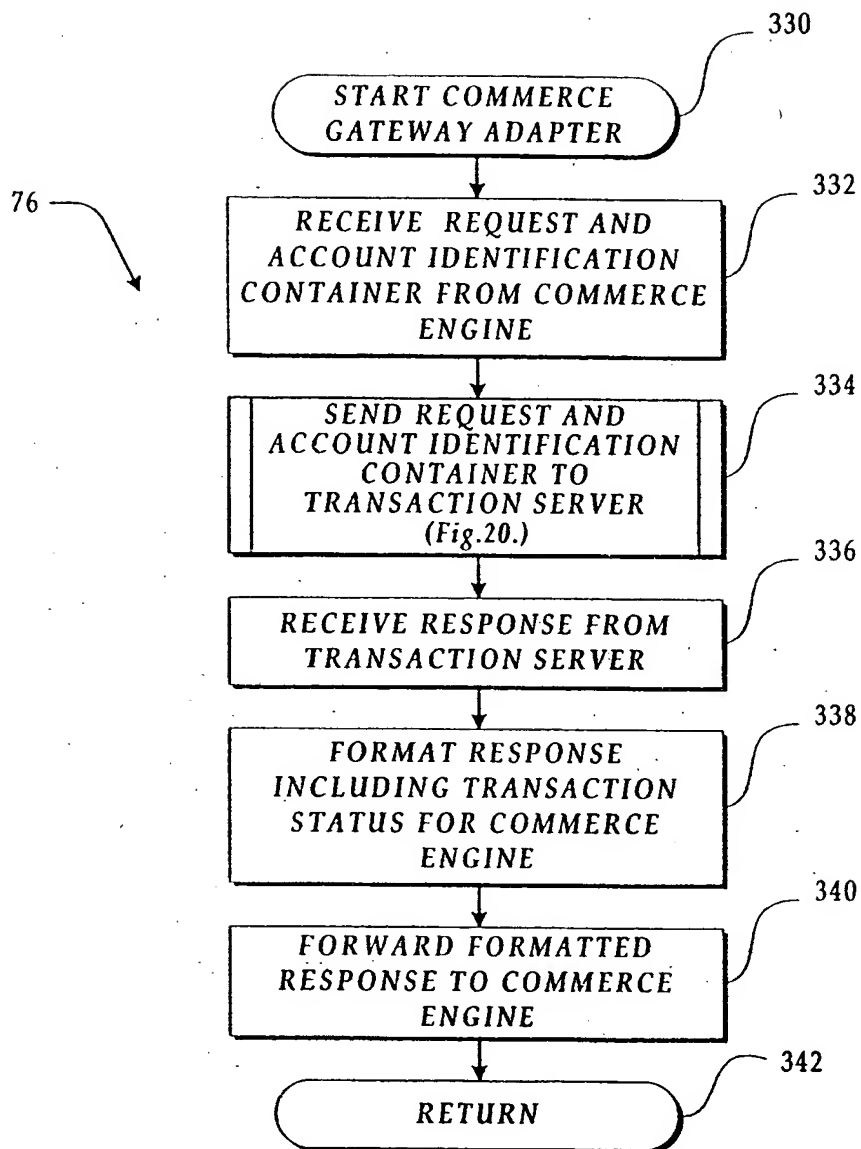 330
START COMMERCE
GATEWAY ADAPTER
76
332
RECEIVE REQUEST AND
ACCOUNT IDENTIFICATION
CONTAINER FROM COMMERCE
ENGINE
334
SEND REQUEST AND
ACCOUNT IDENTIFICATION
CONTAINER TO
TRANSACTION SERVER
(Fig.20.)
336
RECEIVE RESPONSE FROM
TRANSACTION SERVER
338
FORMAT RESPONSE
INCLUDING TRANSACTION
STATUS FOR COMMERCE
ENGINE
340
FORWARD FORMATTED
RESPONSE TO COMMERCE
ENGINE
342
RETURN